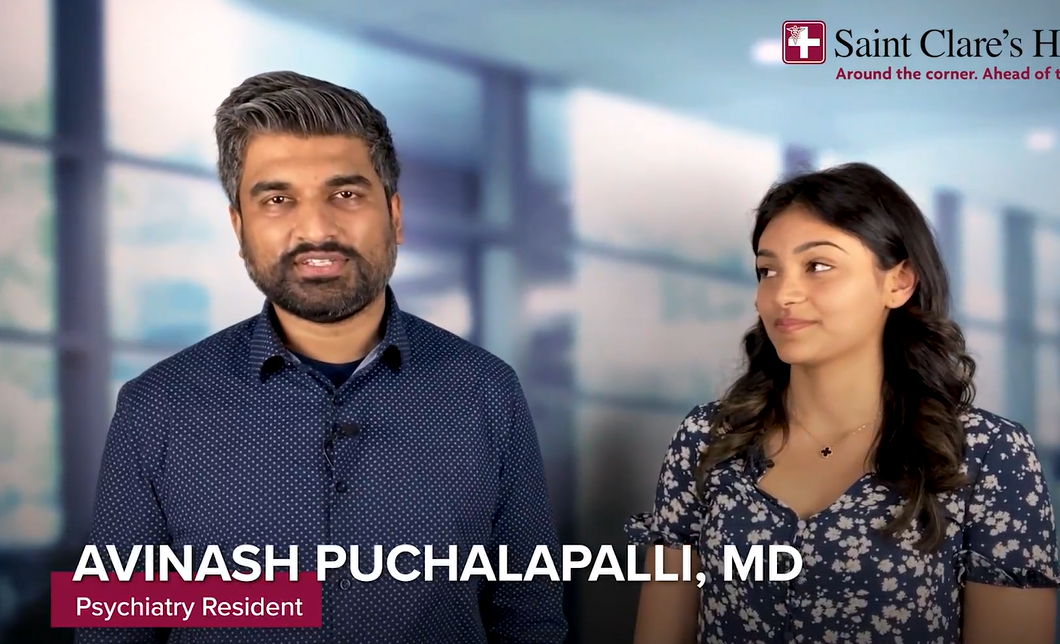 Saint Clare's H
Around the corner. Ahead of t
AVINASH PUCHALAPALLI, MD
Psychiatry Resident